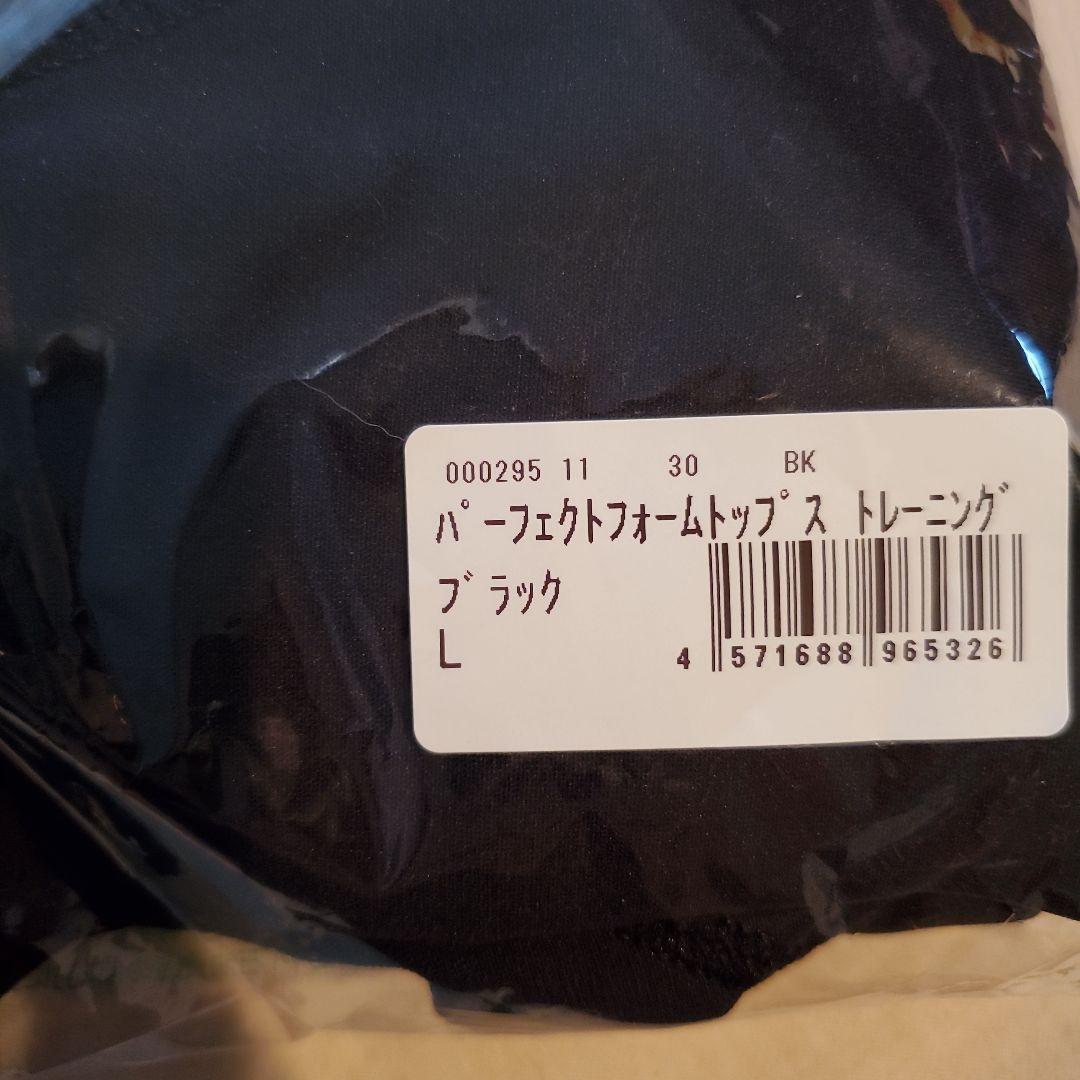 000295 11 30 BK
パーフェクトフォームトップス トレーニング
ブラック
L
4 571688 965326